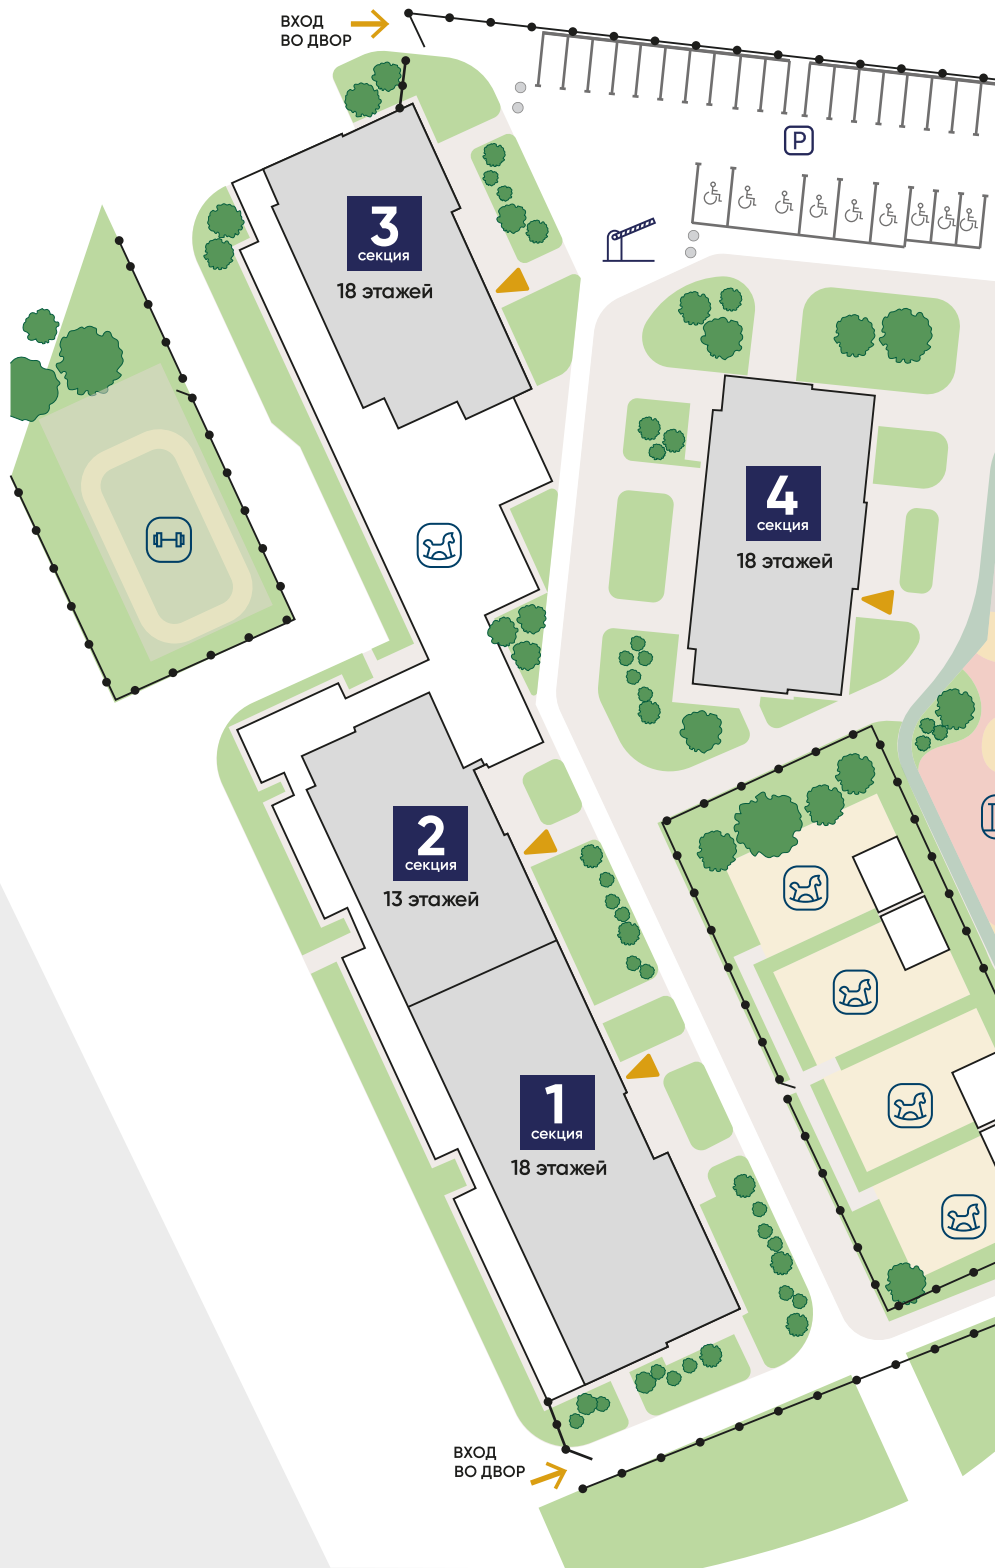 ВХОД
ВО ДВОР
P
3
секция
18 этажей
4
секция
18 этажей
2
секция
13 этажей
1
секция
18 этажей
ВХОД
ВО ДВОР